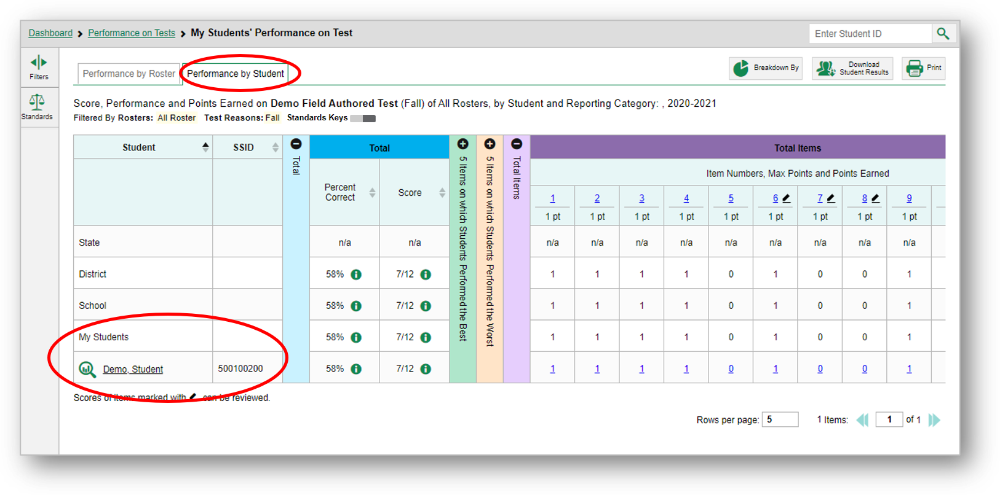 Dashboard > Performance on Tests > My Students' Performance on Test
Enter Student ID
Filters
Standards
Performance by Roster
Performance by Student
Breakdown By
Download
Student Results
Print
Score, Performance and Points Earned on Demo Field Authored Test (Fall) of All Rosters, by Student and Reporting Category: , 2020-2021
Filtered By Rosters: All Roster Test Reasons: Fall Standards Keys
Student SSID Total Total Items
Total
5 Items on which Students Performed the Best
5 Items on which Students Performed the Worst
Total Items
Item Numbers, Max Points and Points Earned
Percent
Correct
Score
1 2 3 4 5 6 7 8 9
1 pt 1 pt 1 pt 1 pt 1 pt 1 pt 1 pt 1 pt 1 pt
State n/a n/a n/a n/a n/a n/a n/a n/a n/a n/a n/a
District 58% 7/12 1 1 1 1 0 1 0 0 1
School 58% 7/12 1 1 1 1 0 1 0 0 1
My Students 58% 7/12 1 1 1 1 0 1 0 0 1
Demo, Student 500100200 58% 7/12 1 1 1 1 0 1 0 0 1
Scores of items marked with can be reviewed.
Rows per page: 5 1 Items: 1 of 1